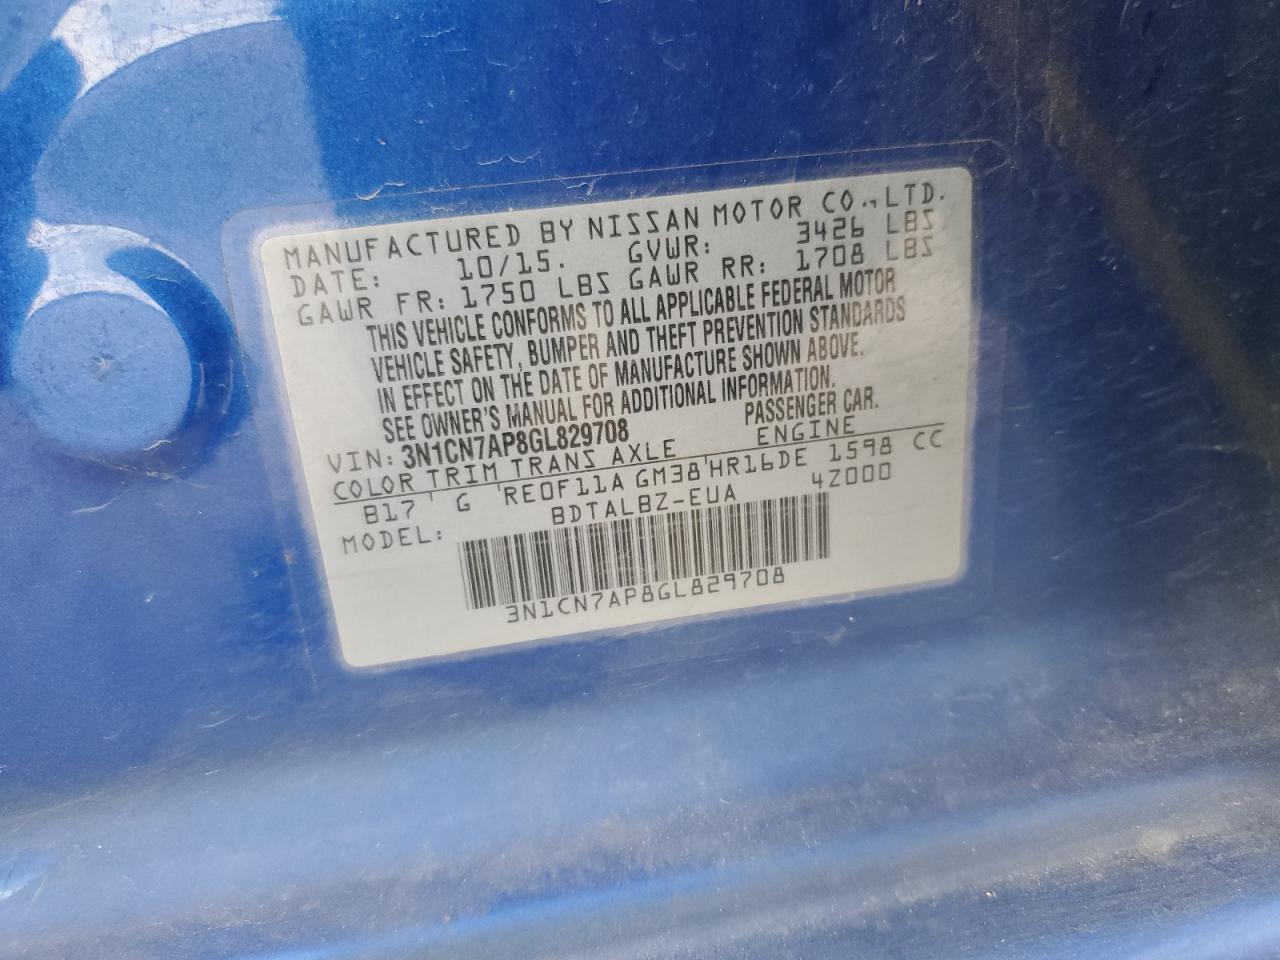 MANUFACTURED BY NISSAN MOTOR CO., LTD.
DATE: 10/15. GVWR: 3426 LBS
GAWR FR: 1750 LBS GAWR RR: 1708 LBS
THIS VEHICLE CONFORMS TO ALL APPLICABLE FEDERAL MOTOR
VEHICLE SAFETY, BUMPER AND THEFT PREVENTION STANDARDS
IN EFFECT ON THE DATE OF MANUFACTURE SHOWN ABOVE.
SEE OWNER'S MANUAL FOR ADDITIONAL INFORMATION.
VIN: 3N1CN7AP8GL829708 PASSENGER CAR.
COLOR TRIM TRANS AXLE ENGINE
B17 ' G 'RE0F11A GM38'HR16DE 1598 CC
MODEL: BDTALBZ-EUA 4Z000
3N1CN7AP8GL829708